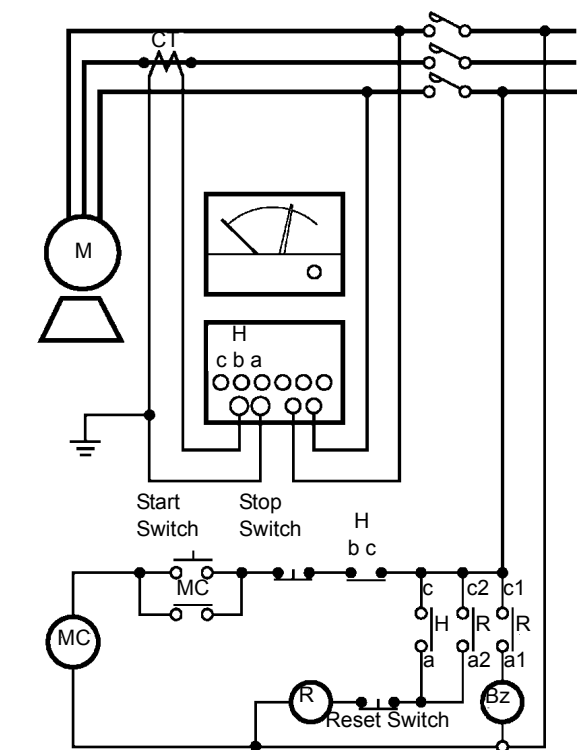 CT
M
H
c b a
Start
Switch
Stop
Switch
H
b c
MC
MC
c
c2
c1
H
R
R
a
a2
a1
R
Reset Switch
Bz